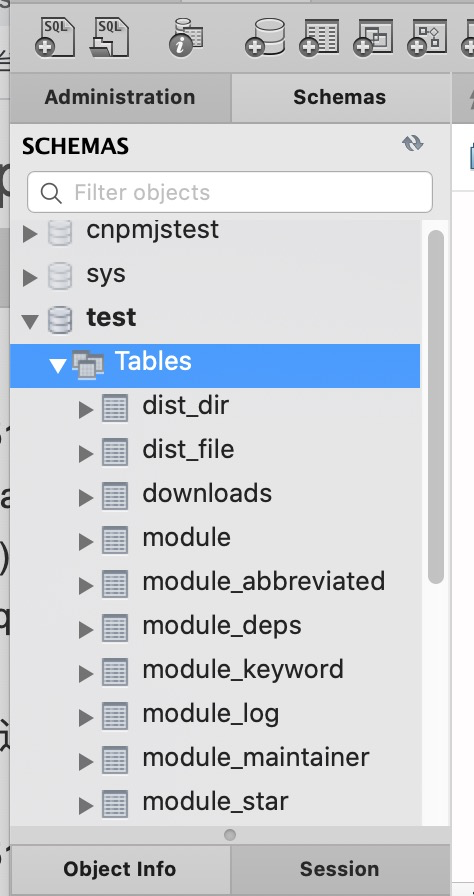 SQL SQL
Administration Schemas
SCHEMAS
Filter objects
cnpmjstest
sys
test
Tables
dist_dir
dist_file
downloads
module
module_abbreviated
module_deps
module_keyword
module_log
module_maintainer
module_star
Object Info Session